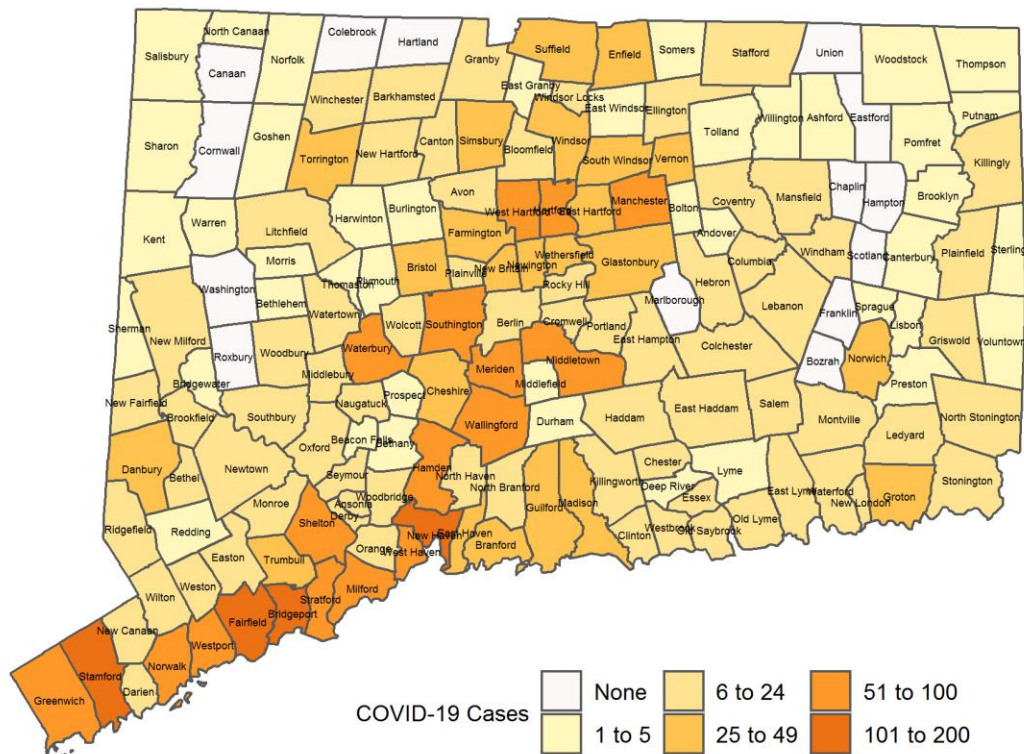 Colebrook
Hartland
North Canaan
Salisbury
Norfolk
Canaan
Granby
Suffield
Enfield
Somers
Stafford
Union
Woodstock
Thompson
Winchester
Barkhamsted
East Granby
Windsor Locks
East Windsor
Ellington
Willington
Ashford
Eastford
Putnam
Pomfret
Killingly
Sharon
Cornwall
Goshen
Torrington
New Hartford
Canton
Simsbury
Bloomfield
Windsor
South Windsor
Vernon
Tolland
Coventry
Mansfield
Chaplin
Hampton
Brooklyn
Kent
Warren
Litchfield
Harwinton
Burlington
Avon
West Hartford
Hartford
East Hartford
Manchester
Bolton
Andover
Morris
Farmington
Wethersfield
Glastonbury
Columbia
Windham
Scotland
Canterbury
Plainfield
Sterling
Washington
Bethlehem
Thomaston
Plymouth
Bristol
Plainville
New Britain
Newington
Rocky Hill
Marlborough
Hebron
Lebanon
Franklin
Sprague
Lisbon
Sherman
New Milford
Roxbury
Woodbury
Watertown
Wolcott
Southington
Berlin
Cromwell
Portland
East Hampton
Colchester
Bozrah
Norwich
Griswold
Voluntown
Bridgewater
Middlebury
Waterbury
Meriden
Middletown
Middlefield
Preston
New Fairfield
Brookfield
Southbury
Naugatuck
Prospect
Cheshire
Wallingford
Durham
Haddam
East Haddam
Salem
Montville
Ledyard
North Stonington
Danbury
Bethel
Newtown
Oxford
Beacon Falls
Bethany
Hamden
North Haven
North Branford
Killingworth
Chester
Deep River
Lyme
Ridgefield
Redding
Monroe
Seymour
Ansonia
Derby
Woodbridge
Guilford
Madison
Essex
East Lyme
Waterford
New London
Groton
Stonington
Easton
Shelton
Orange
New Haven
West Haven
East Haven
Branford
Clinton
Westbrook
Old Saybrook
Old Lyme
Wilton
Weston
Trumbull
Stratford
Milford
New Canaan
Fairfield
Bridgeport
Greenwich
Stamford
Darien
Norwalk
Westport
COVID-19 Cases
None
6 to 24
51 to 100
1 to 5
25 to 49
101 to 200